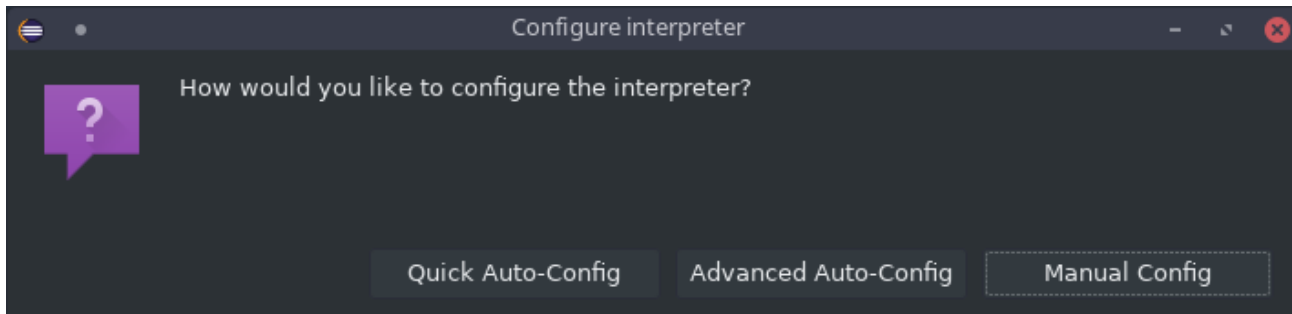 Configure interpreter
How would you like to configure the interpreter?
Quick Auto-Config Advanced Auto-Config Manual Config